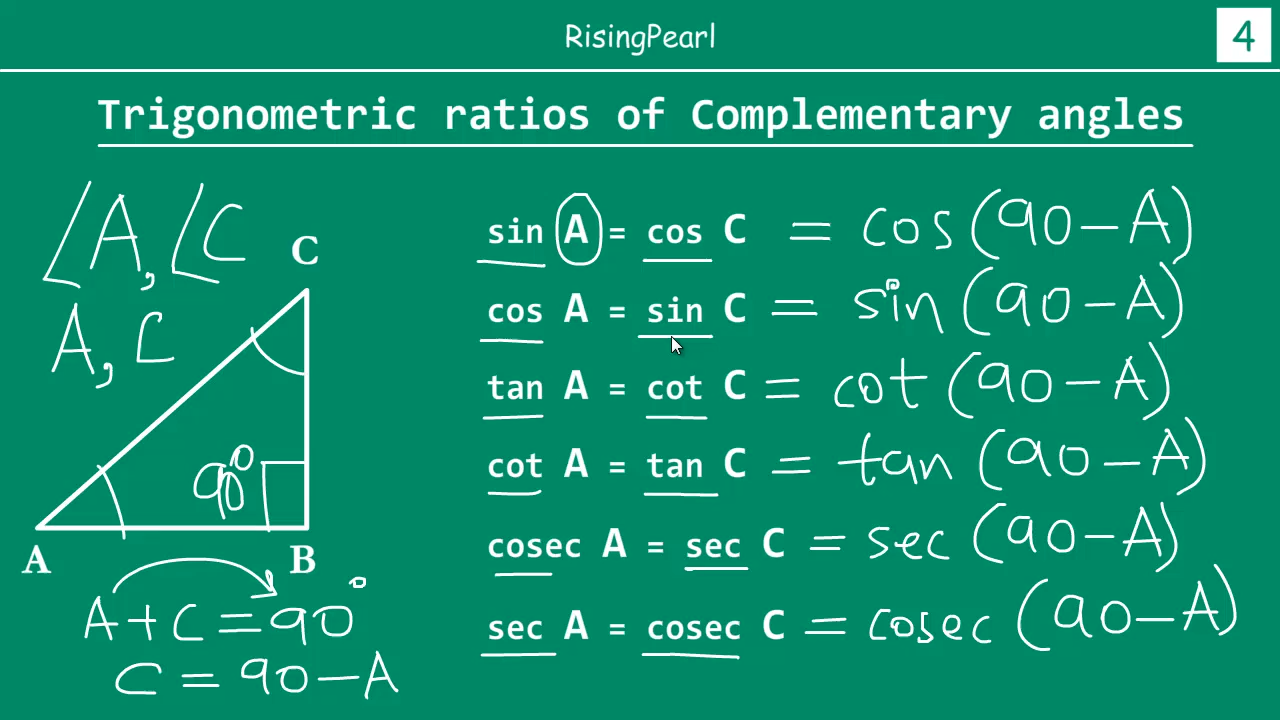 RisingPearl
4
Trigonometric ratios of Complementary angles
∠A, ∠C
A, C
C
90°
A
B
A + C = 90°
C = 90 - A
sin A = cos C = cos (90 - A)
cos A = sin C = sin (90 - A)
tan A = cot C = cot (90 - A)
cot A = tan C = tan (90 - A)
cosec A = sec C = sec (90 - A)
sec A = cosec C = cosec (90 - A)